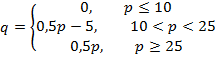 q = { 0, p ≤ 10
0,5p − 5, 10 < p < 25
0,5p, p ≥ 25